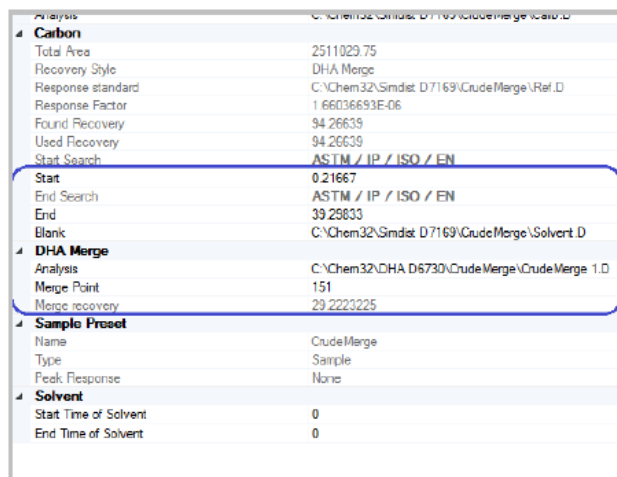 Analysis C:\Chem32\Simdist D7169\CrudeMerge\Calib.D
Carbon
Total Area 2511029.75
Recovery Style DHA Merge
Response standard C:\Chem32\Simdist D7169\CrudeMerge\Ref.D
Response Factor 1.66036693E-06
Found Recovery 94.26639
Used Recovery 94.26639
Start Search ASTM / IP / ISO / EN
Start 0.21667
End Search ASTM / IP / ISO / EN
End 39.29833
Blank C:\Chem32\Simdist D7169\CrudeMerge\Solvent.D
DHA Merge
Analysis C:\Chem32\DHA D6730\CrudeMerge\CrudeMerge 1.D
Merge Point 151
Merge recovery 29.2223225
Sample Preset
Name CrudeMerge
Type Sample
Peak Response None
Solvent
Start Time of Solvent 0
End Time of Solvent 0